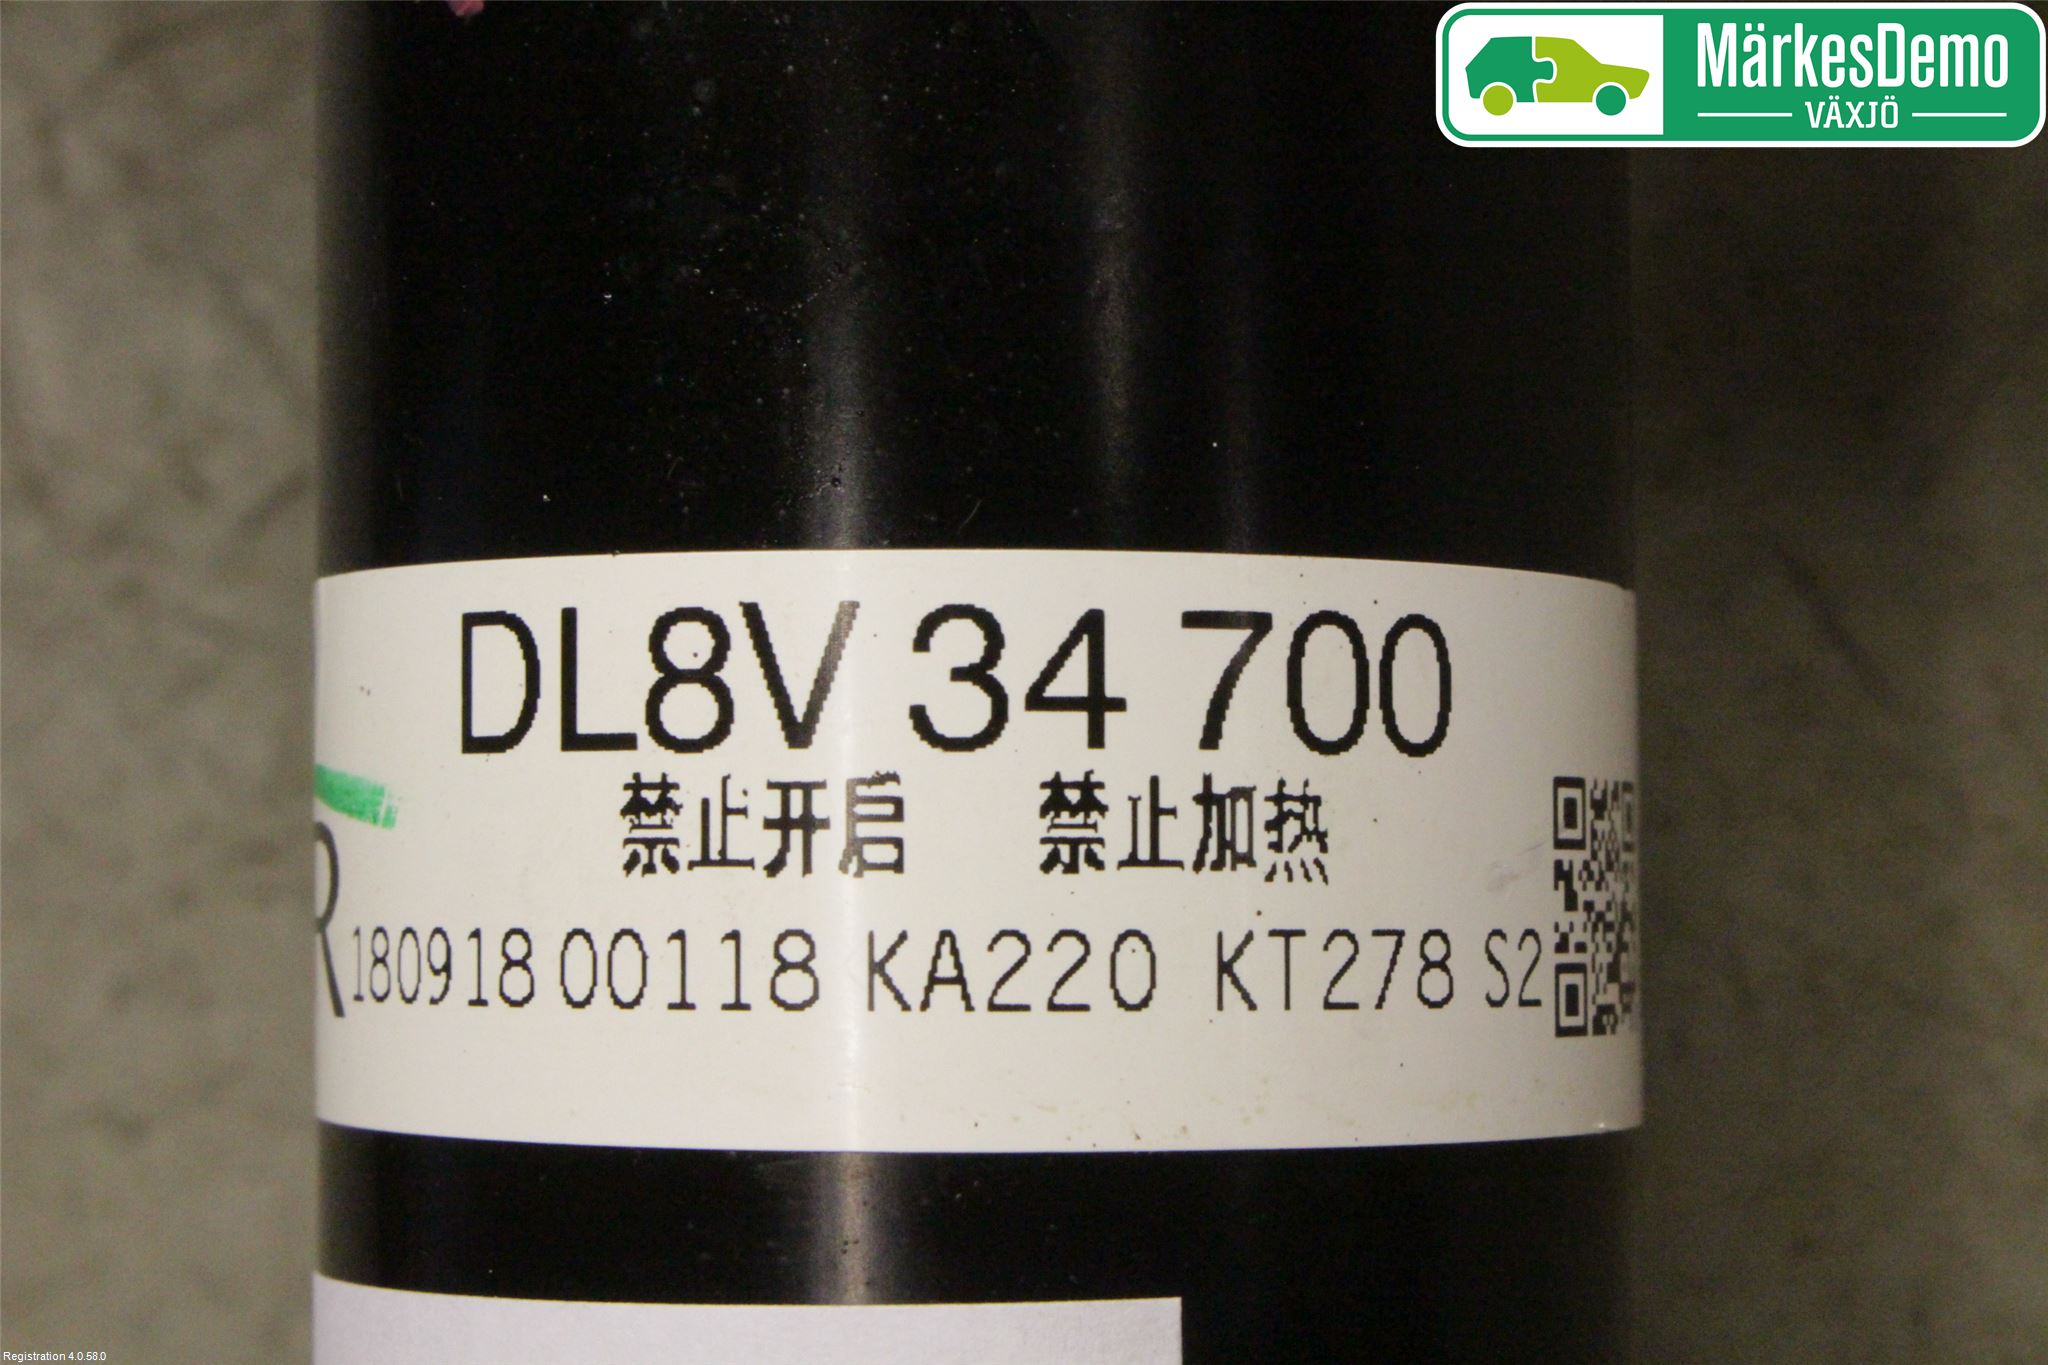 MärkesDemo
VÄXJÖ
DL8V 34 700
禁止开启 禁止加热
R 180918 00118 KA220 KT278 S2
Registration 4.0.58.0